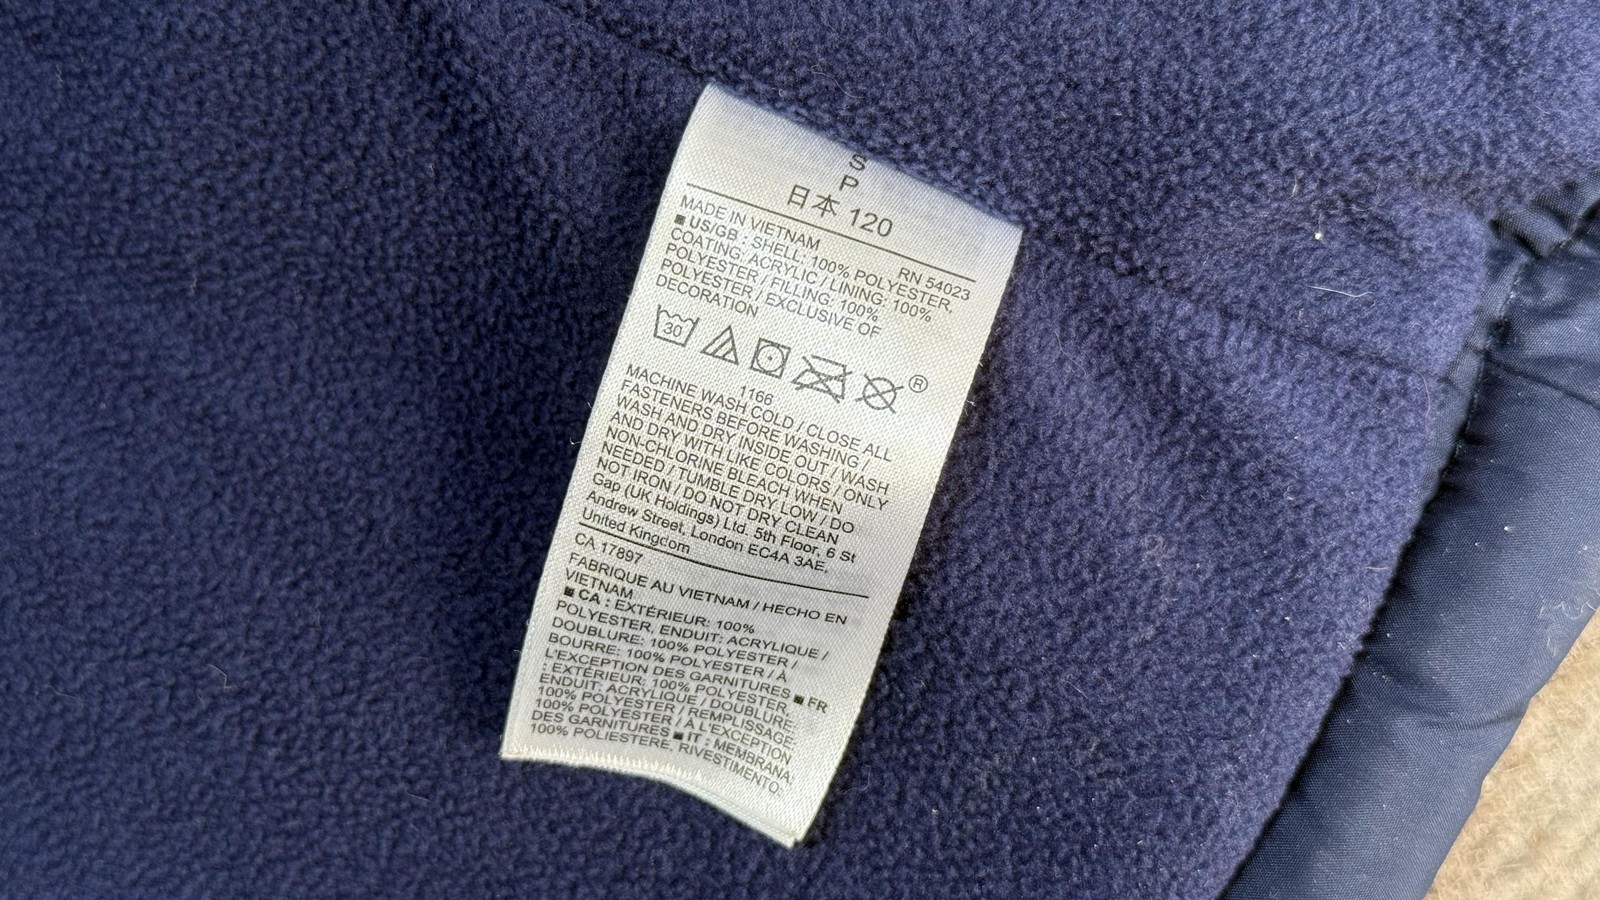 S
P
日本 120
MADE IN VIETNAM
RN 54023
■ US/GB : SHELL: 100% POLYESTER,
COATING: ACRYLIC / LINING: 100%
POLYESTER / FILLING: 100%
POLYESTER / EXCLUSIVE OF
DECORATION
30
®
1166
MACHINE WASH COLD / CLOSE ALL
FASTENERS BEFORE WASHING /
WASH AND DRY INSIDE OUT / WASH
AND DRY WITH LIKE COLORS / ONLY
NON-CHLORINE BLEACH WHEN
NEEDED / TUMBLE DRY LOW / DO
NOT IRON / DO NOT DRY CLEAN
Gap (UK Holdings) Ltd. 5th Floor, 6 St
Andrew Street, London EC4A 3AE,
United Kingdom
CA 17897
FABRIQUE AU VIETNAM / HECHO EN
VIETNAM
■ CA : EXTÉRIEUR: 100%
POLYESTER, ENDUIT: ACRYLIQUE /
DOUBLURE: 100% POLYESTER /
BOURRE: 100% POLYESTER / À
L'EXCEPTION DES GARNITURES ■ FR
: EXTÉRIEUR: 100% POLYESTER,
ENDUIT: ACRYLIQUE / DOUBLURE:
100% POLYESTER / REMPLISSAGE:
100% POLYESTER / À L'EXCEPTION
DES GARNITURES ■ IT : MEMBRANA:
100% POLIESTERE, RIVESTIMENTO: